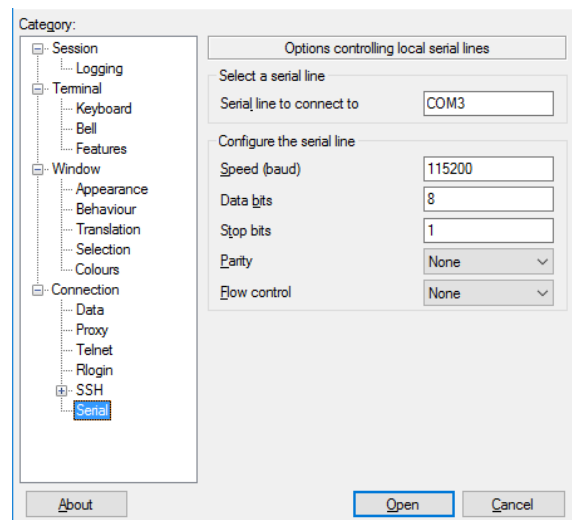 Category:
Session
Logging
Terminal
Keyboard
Bell
Features
Window
Appearance
Behaviour
Translation
Selection
Colours
Connection
Data
Proxy
Telnet
Rlogin
SSH
Serial
Options controlling local serial lines
Select a serial line
Serial line to connect to COM3
Configure the serial line
Speed (baud) 115200
Data bits 8
Stop bits 1
Parity None
Flow control None
About Open Cancel